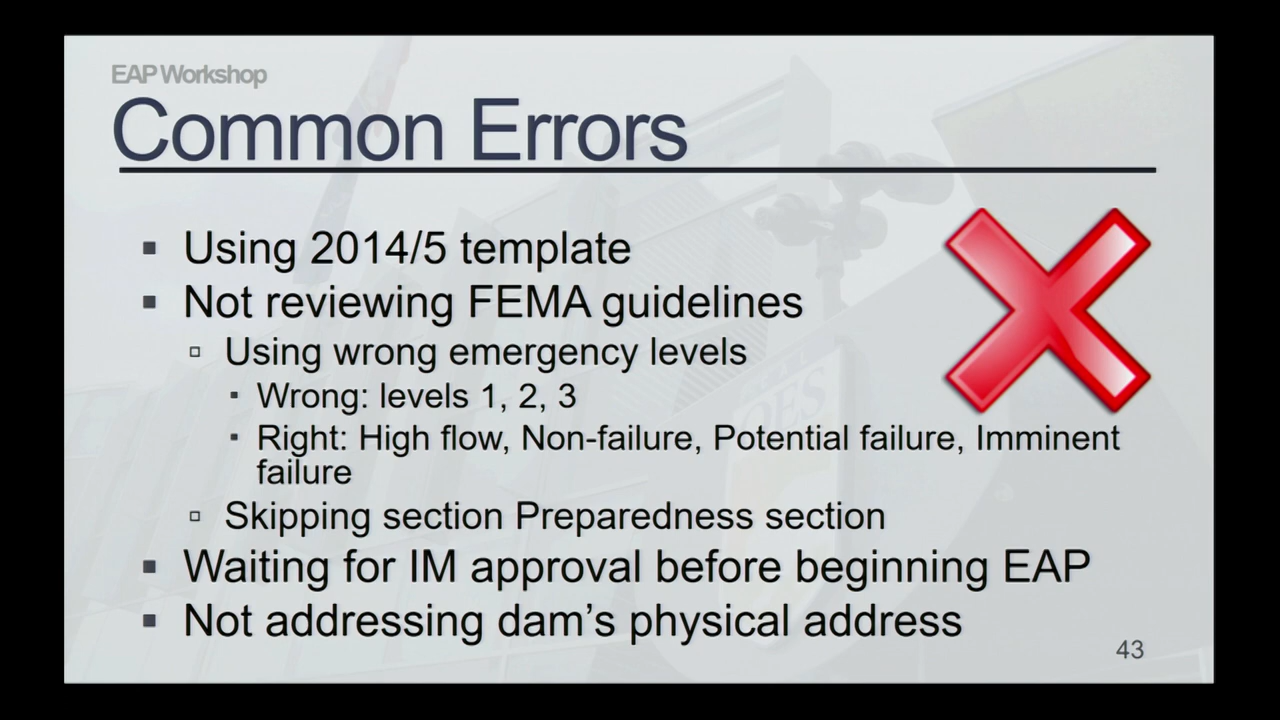 EAP Workshop
Common Errors
Using 2014/5 template
Not reviewing FEMA guidelines
Using wrong emergency levels
Wrong: levels 1, 2, 3
Right: High flow, Non-failure, Potential failure, Imminent
failure
Skipping section Preparedness section
Waiting for IM approval before beginning EAP
Not addressing dam’s physical address
43
OES